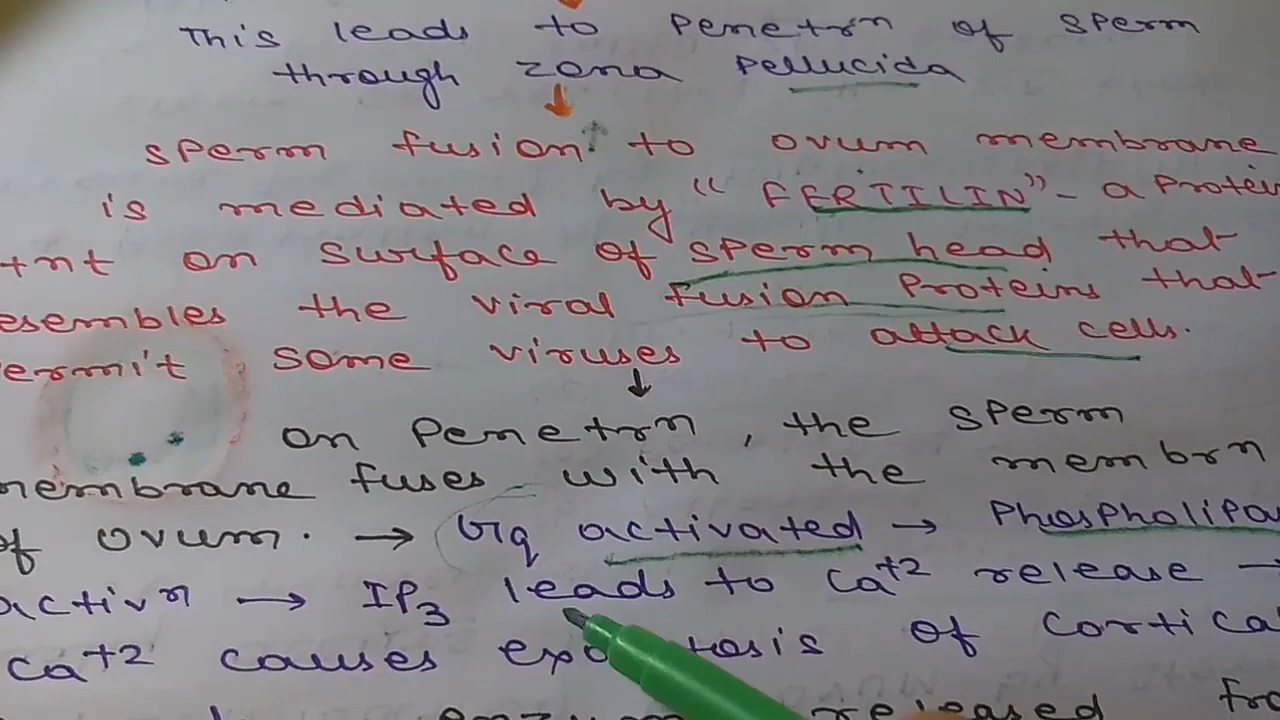 This leads to Penetrn of sperm
through zona Pellucida
sperm fusion to ovum membrane
is mediated by "FERTILIN" - a Protein
tnt on surface of sperm head that
esembles the viral fusion Proteins that
ermit some viruses to attack cells.
on Penetrn, the sperm
membrane fuses with the membrn
of ovum. → Gq activated → Phospholipa
activn → IP3 leads to Ca+2 release →
Ca+2 causes exo tosis of cortica
released fro